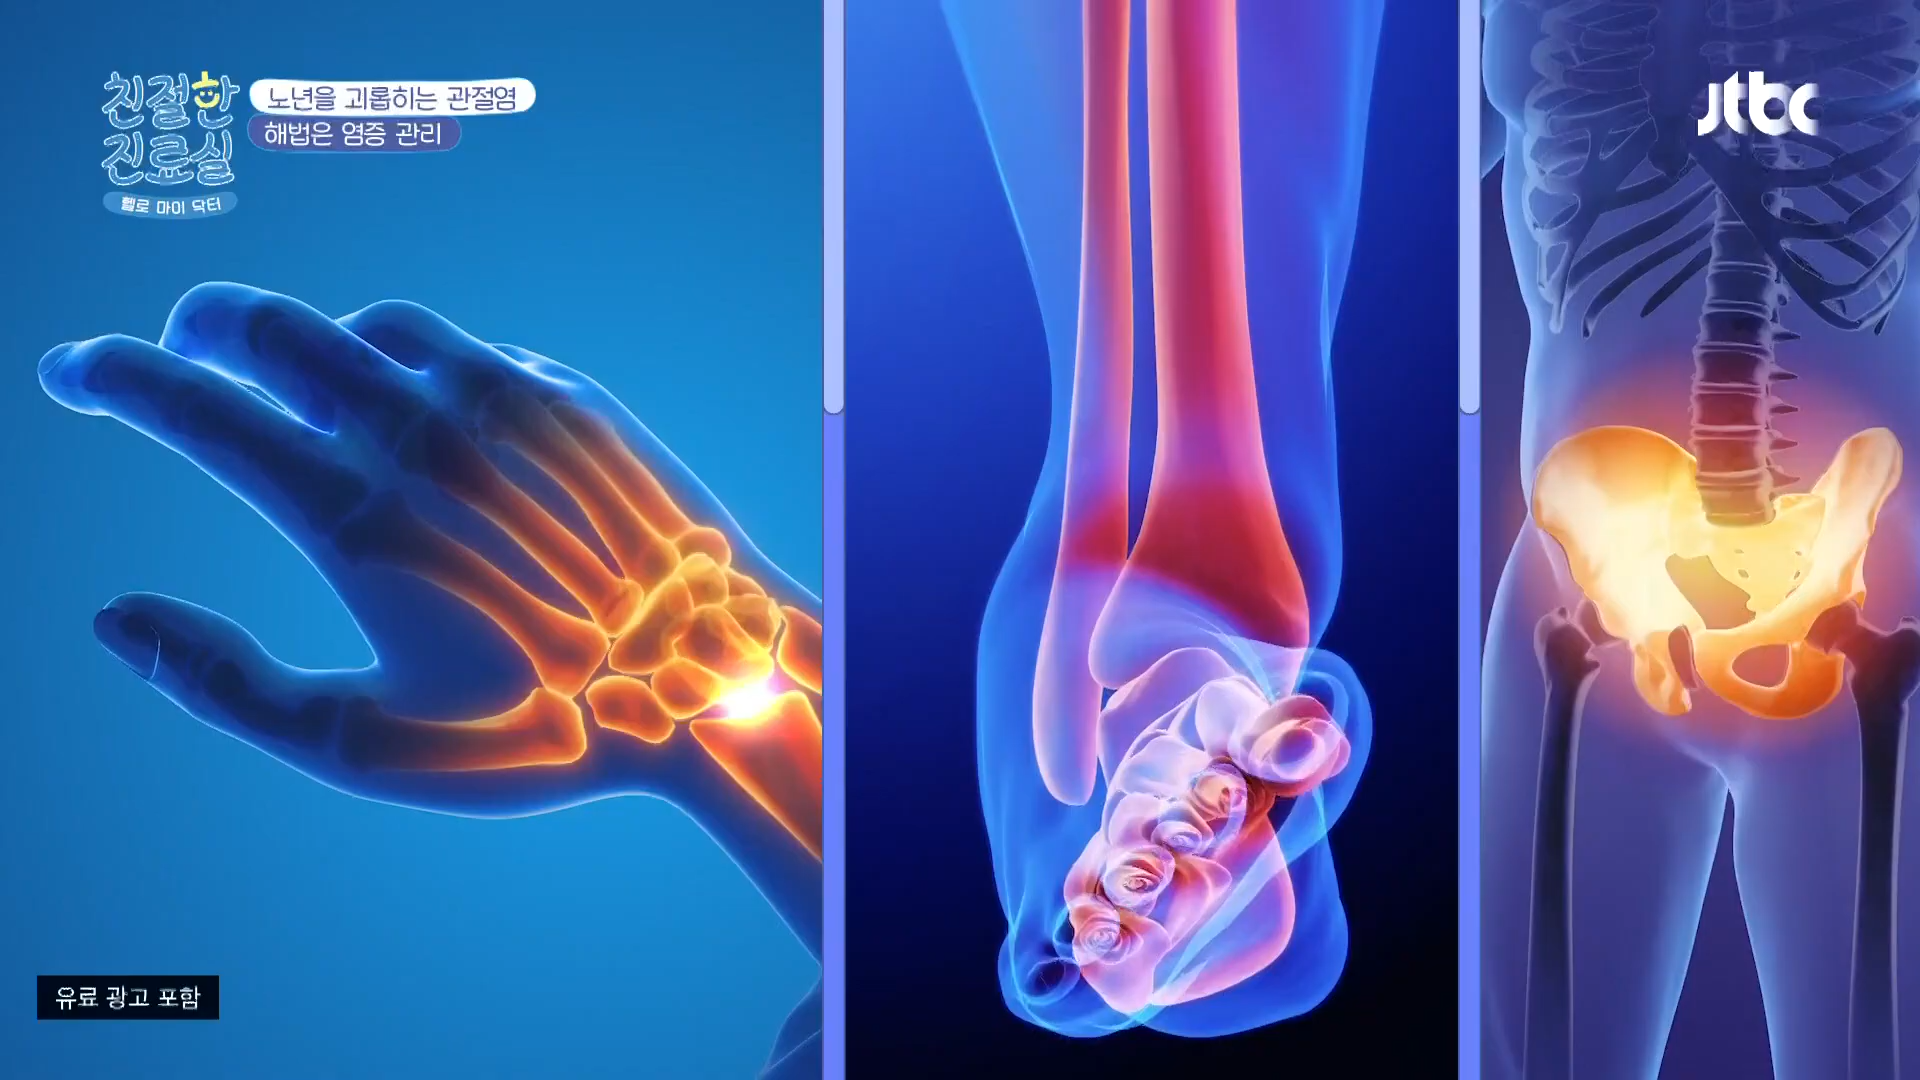 친절한
진료실
헬로 마이 닥터
노년을 괴롭히는 관절염
해법은 염증 관리
jtbc
유료 광고 포함